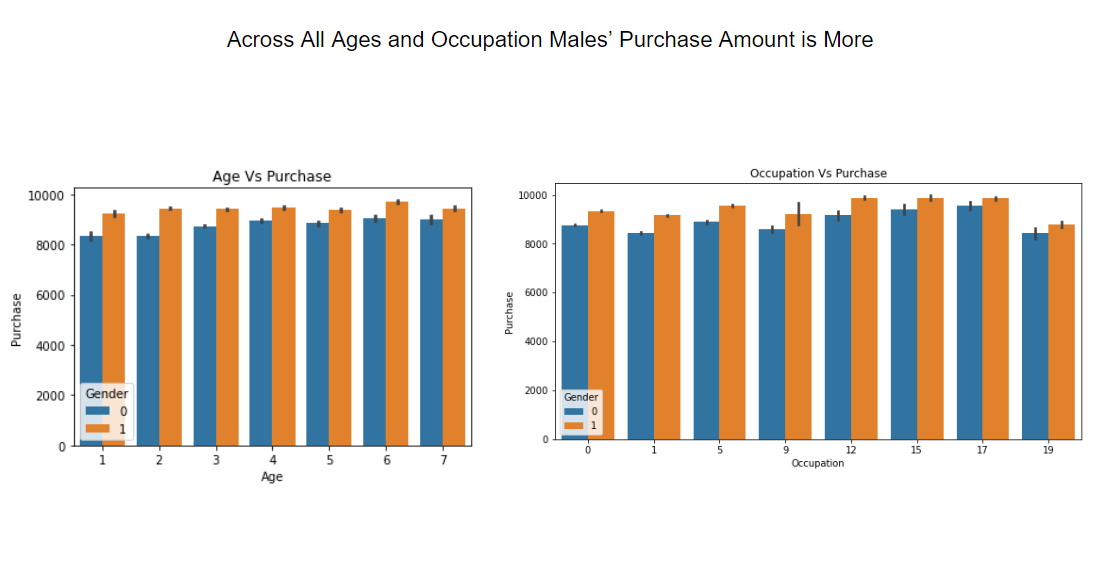 Across All Ages and Occupation Males’ Purchase Amount is More
Age Vs Purchase
10000
8000
6000
4000
2000
0
Purchase
Gender
0
1
1 2 3 4 5 6 7
Age
Occupation Vs Purchase
10000
8000
6000
4000
2000
0
Purchase
Gender
0
1
0 1 5 9 12 15 17 19
Occupation